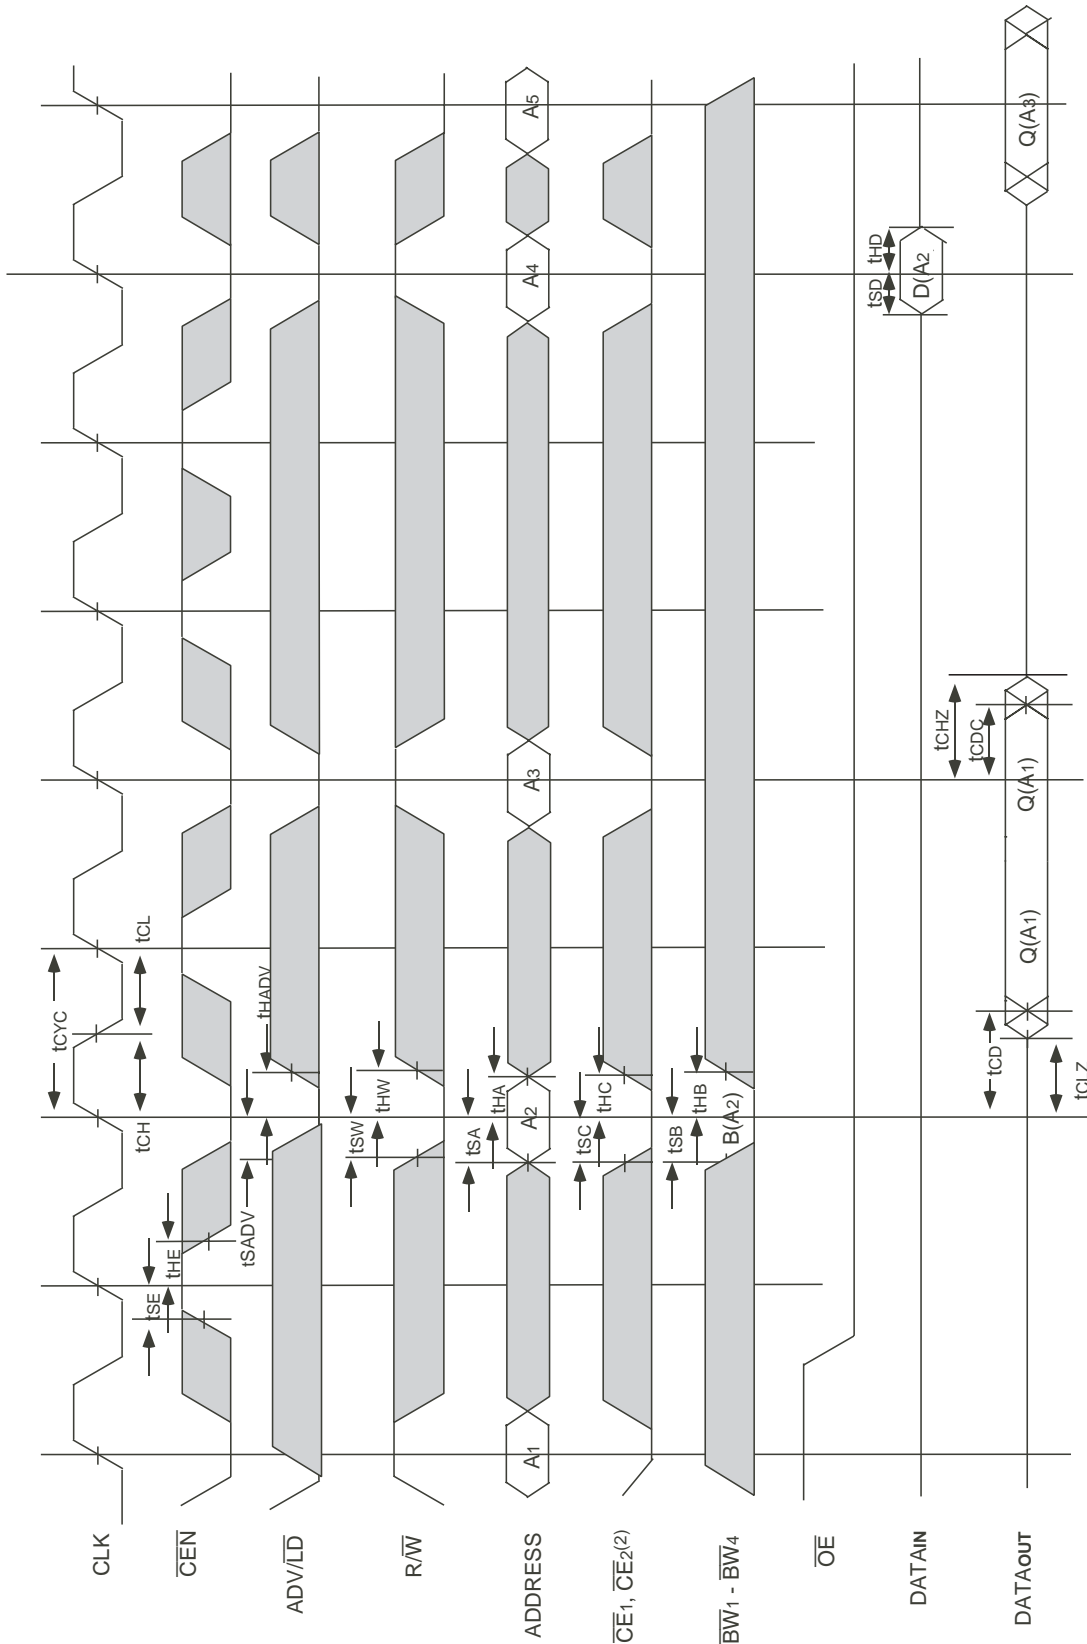 CLK
tCYC
tCH
tCL
CEN
tSE
tHE
ADV/LD
tSADV
tHADV
R/W
tSW
tHW
ADDRESS
A1
tSA
tHA
A2
A3
A4
A5
CE1, CE2(2)
tSC
tHC
BW1 - BW4
tSB
tHB
B(A2)
OE
DATAIN
tSD
tHD
D(A2
DATAOUT
tCLZ
tCD
Q(A1)
Q(A1)
tCHZ
tCDC
Q(A3)